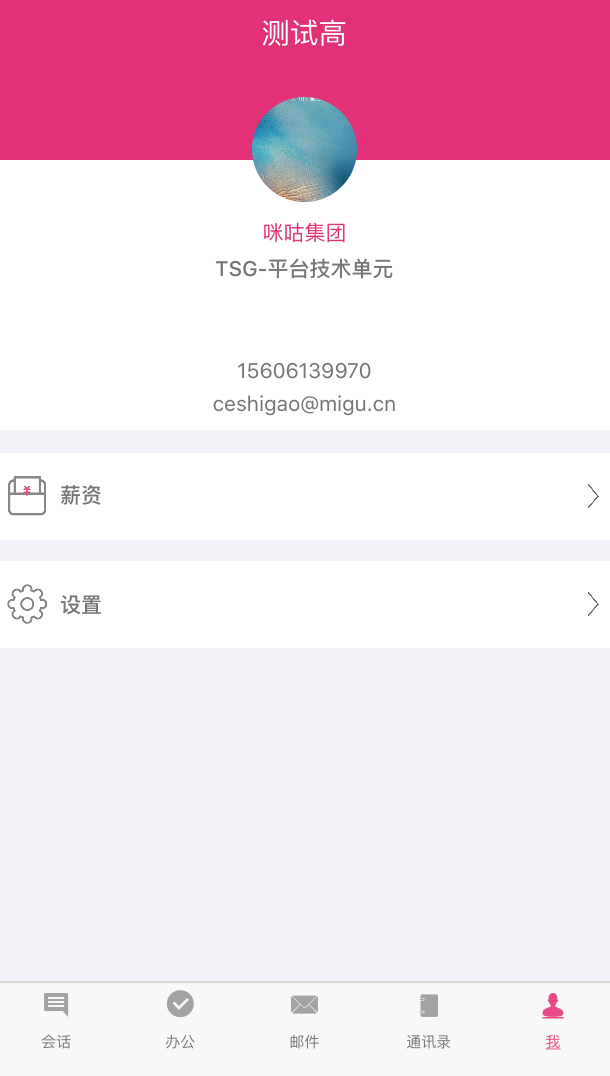 测试高
咪咕集团
TSG-平台技术单元
15606139970
ceshigao@migu.cn
¥
薪资
设置
会话
办公
邮件
通讯录
我